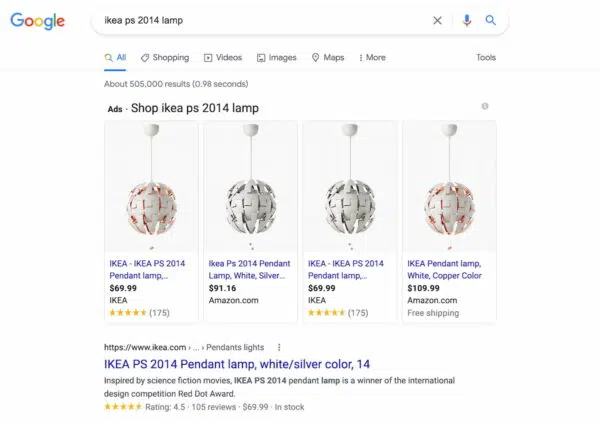 Google
ikea ps 2014 lamp
All Shopping Videos Images Maps More Tools
About 505,000 results (0.98 seconds)
Ads · Shop ikea ps 2014 lamp
IKEA - IKEA PS 2014
Pendant lamp,...
$69.99
IKEA
(175)
Ikea Ps 2014 Pendant
Lamp, White, Silver...
$91.16
Amazon.com
IKEA - IKEA PS 2014
Pendant lamp,...
$69.99
IKEA
(175)
IKEA Pendant lamp,
White, Copper Color
$109.99
Amazon.com
Free shipping
https://www.ikea.com › ... › Pendants lights
IKEA PS 2014 Pendant lamp, white/silver color, 14
Inspired by science fiction movies, IKEA PS 2014 pendant lamp is a winner of the international
design competition Red Dot Award.
Rating: 4.5 · 105 reviews · $69.99 · In stock